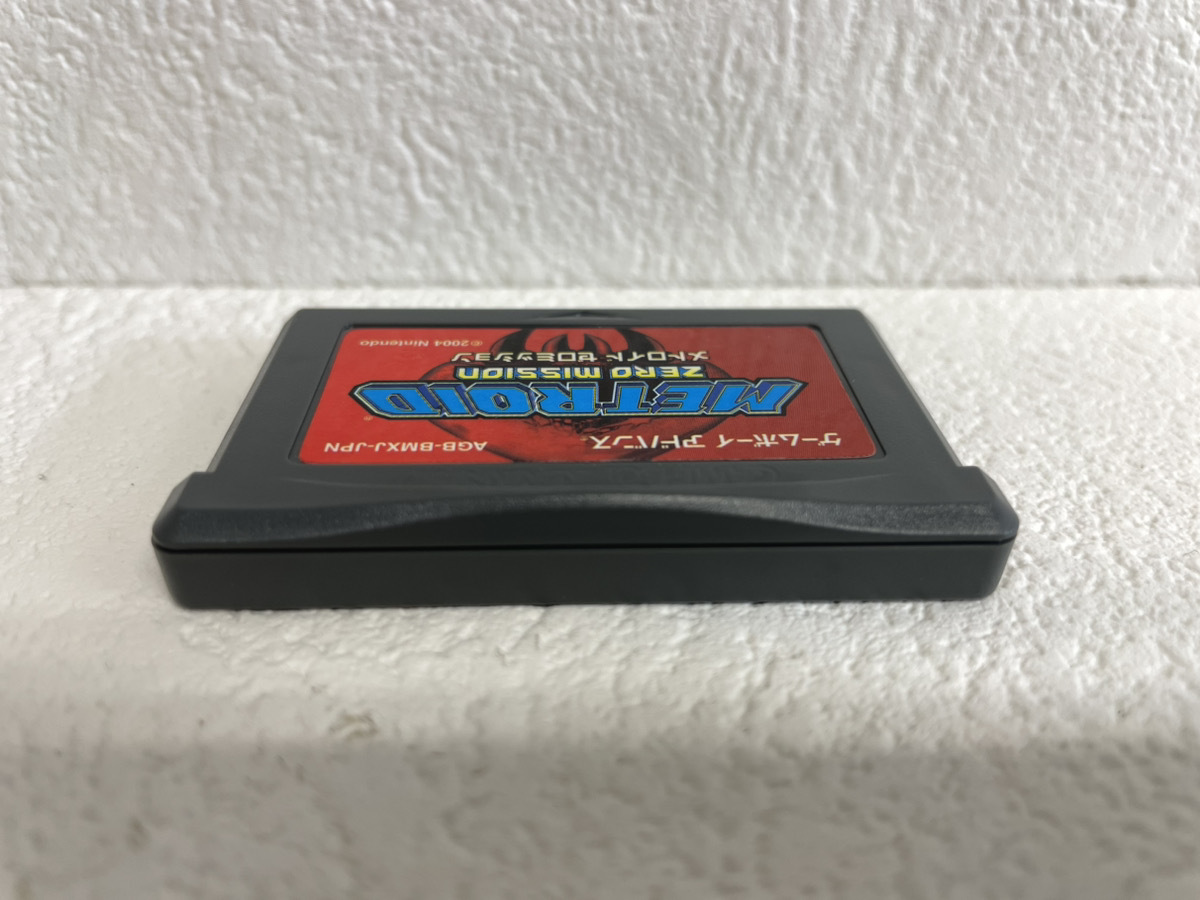 ゲームボーイ アドバンス AGB-BMXJ-JPN
METROID
ZERO MISSION
メトロイド ゼロミッション
©2004 Nintendo